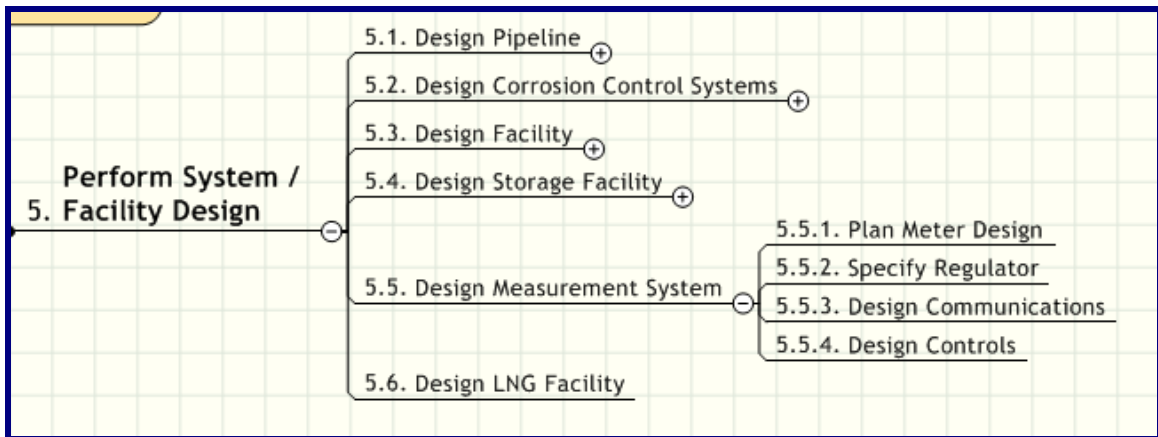 5.1. Design Pipeline
5.2. Design Corrosion Control Systems
5.3. Design Facility
5.4. Design Storage Facility
Perform System /
5. Facility Design
5.5. Design Measurement System
5.5.1. Plan Meter Design
5.5.2. Specify Regulator
5.5.3. Design Communications
5.5.4. Design Controls
5.6. Design LNG Facility